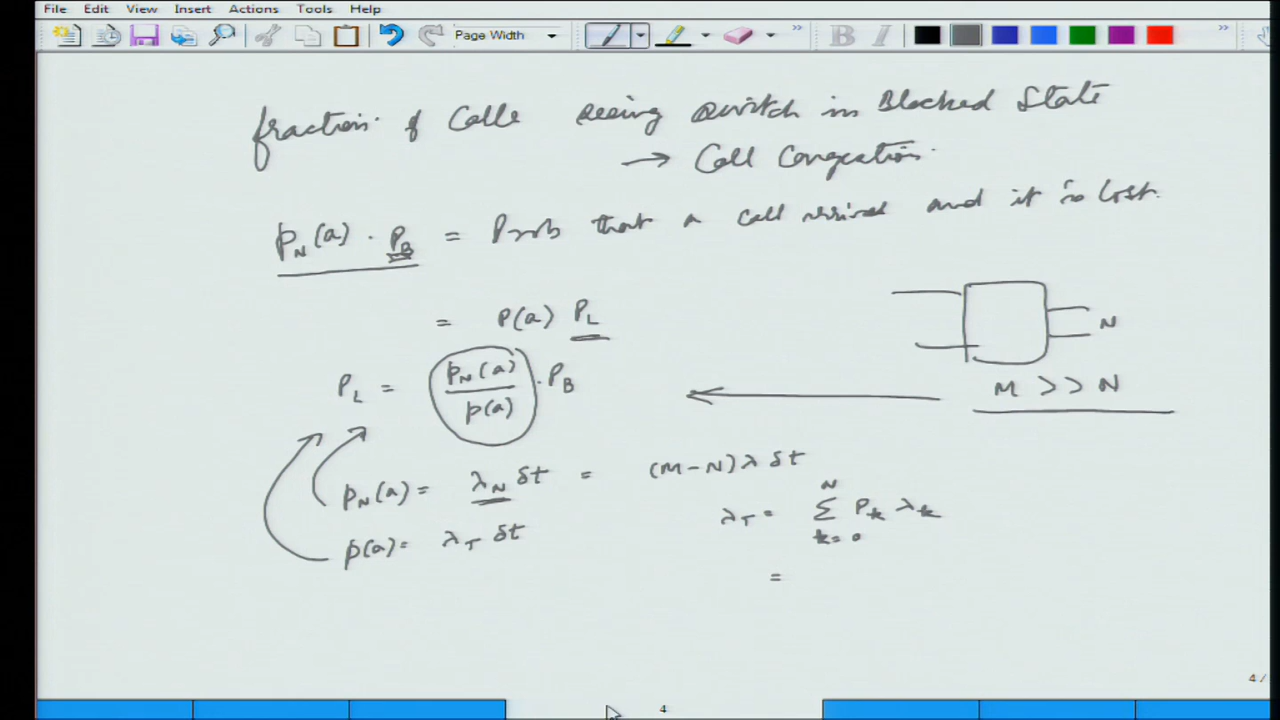 File Edit View Insert Actions Tools Help
Page Width
fraction of Calls seeing switch in Blocked State
→ Call Congestion.
p_N(a) · P_B = Prob that a call arrived and it is lost.
= P(a) P_L
N
P_L = p_N(a)/p(a) · P_B
M >> N
p_N(a) = λ_N δt = (M-N) λ δt
λ_T = N Σ k=0 P_k λ_k
p(a) = λ_T δt
=
4 /
4